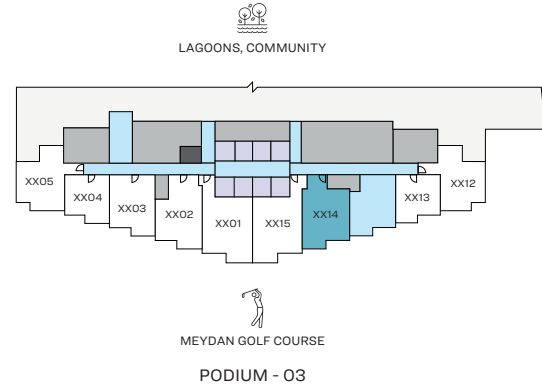 LAGOONS, COMMUNITY
XX05
XX04
XX03
XX02
XX01
XX15
XX14
XX13
XX12
MEYDAN GOLF COURSE
PODIUM - 03